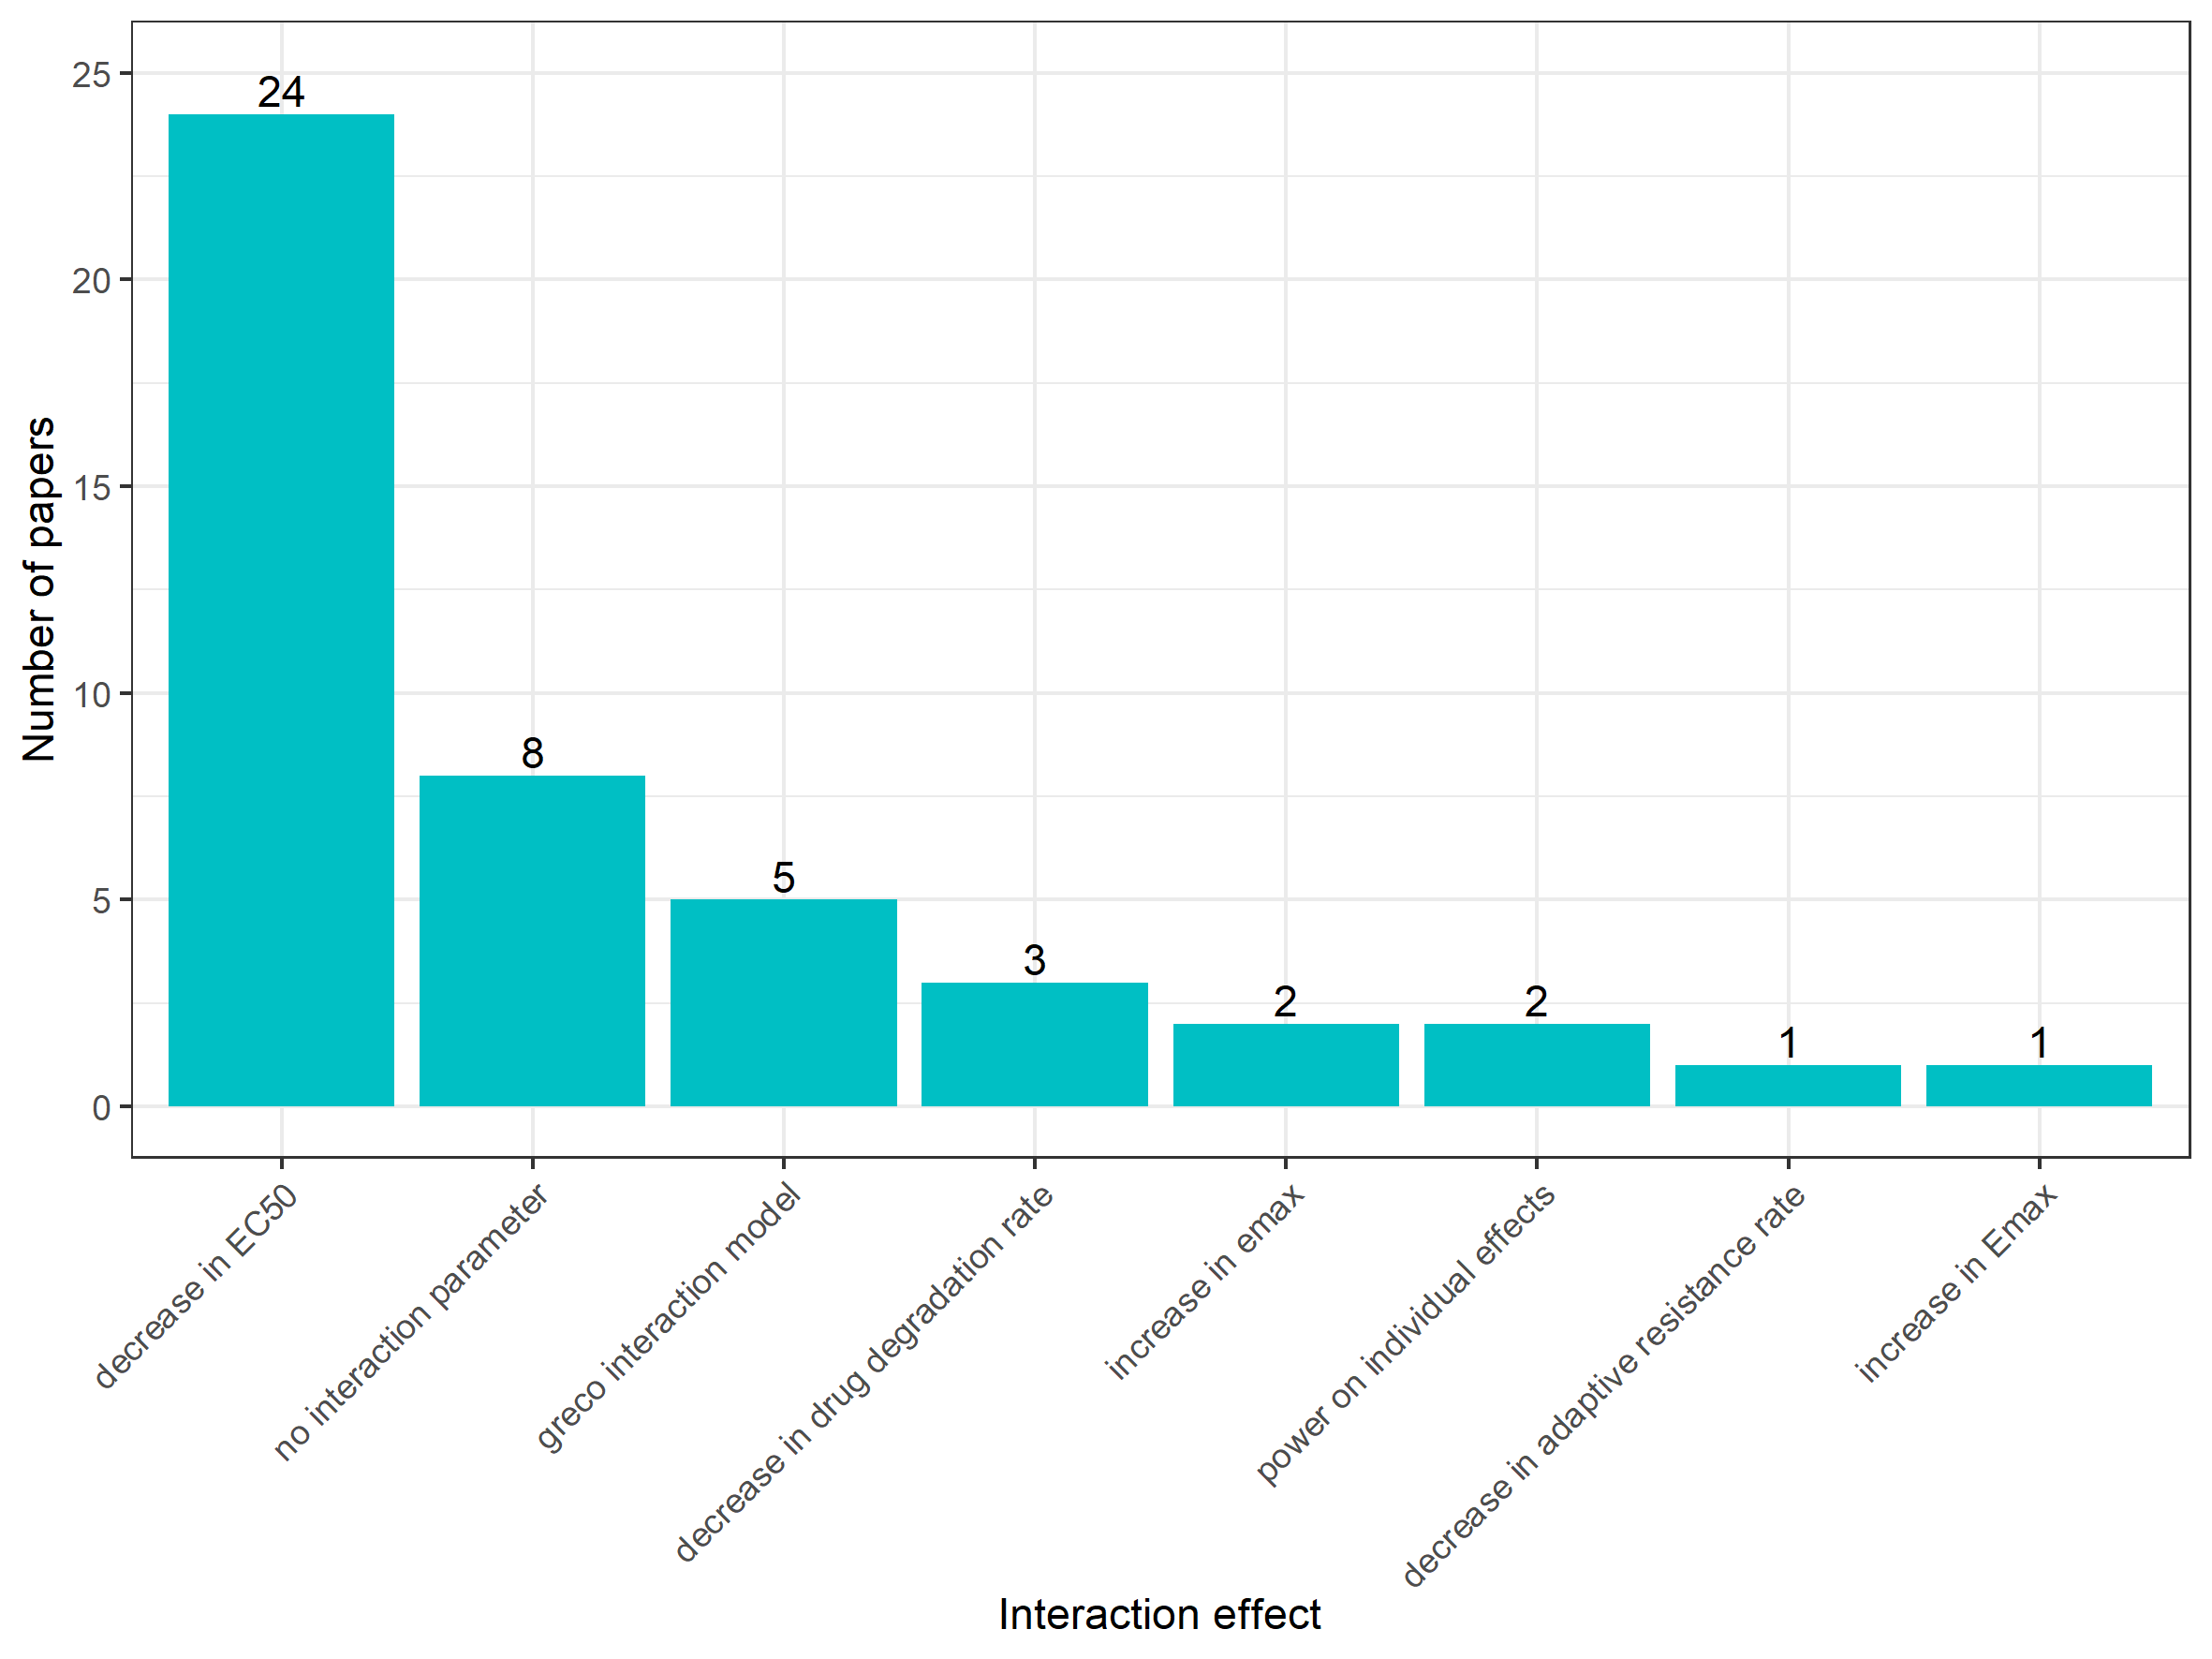 Number of papers
25
20
15
10
5
0
24
8
5
3
2
2
1
1
decrease in EC50
no interaction parameter
greco interaction model
decrease in drug degradation rate
increase in emax
power on individual effects
decrease in adaptive resistance rate
increase in Emax
Interaction effect